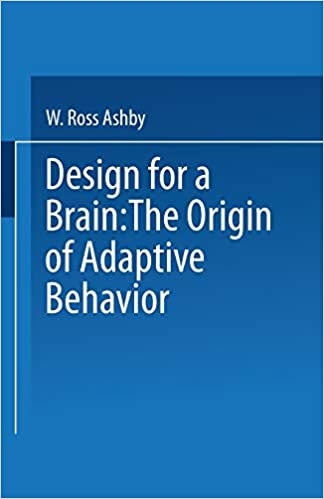 W. Ross Ashby
Design for a
Brain:The Origin
of Adaptive
Behavior